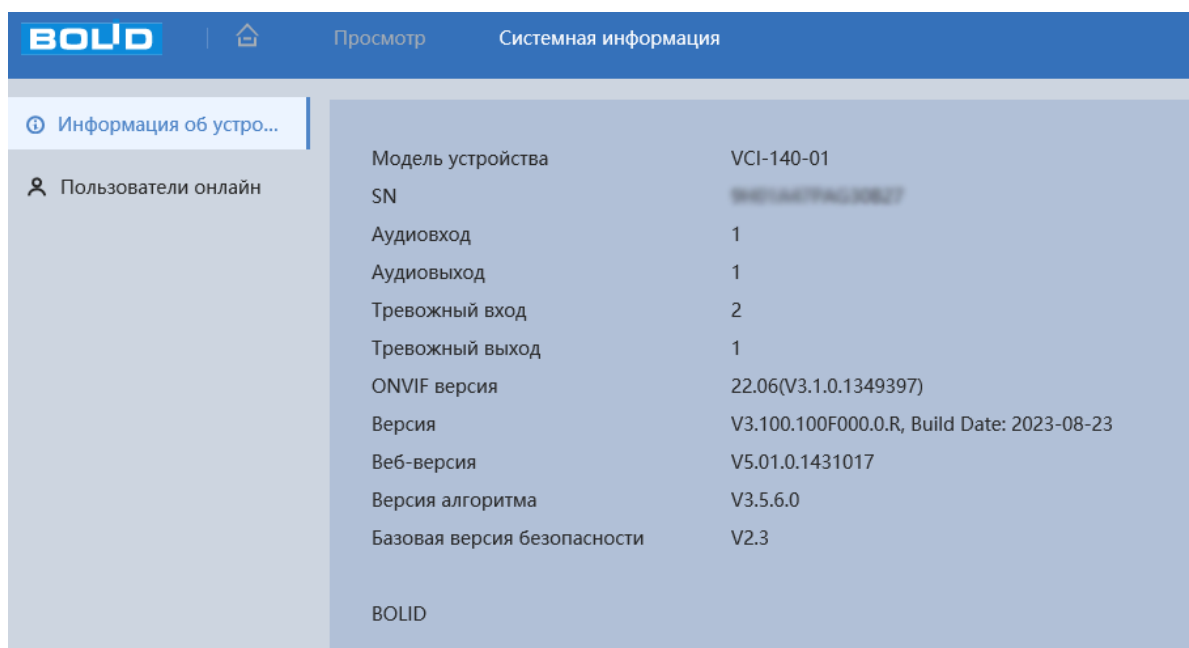 BOLID
Просмотр Системная информация
Информация об устро...
Пользователи онлайн
Модель устройства VCI-140-01
SN
Аудиовход 1
Аудиовыход 1
Тревожный вход 2
Тревожный выход 1
ONVIF версия 22.06(V3.1.0.1349397)
Версия V3.100.100F000.0.R, Build Date: 2023-08-23
Веб-версия V5.01.0.1431017
Версия алгоритма V3.5.6.0
Базовая версия безопасности V2.3
BOLID